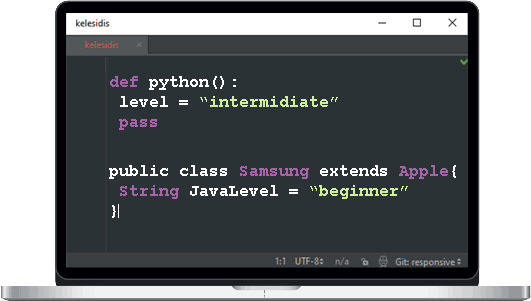 kelesidis
kelesidis
def python():
level = “intermidiate”
pass
public class Samsung extends Apple{
String JavaLevel = “beginner”
}
1:1 UTF-8 n/a Git: responsive